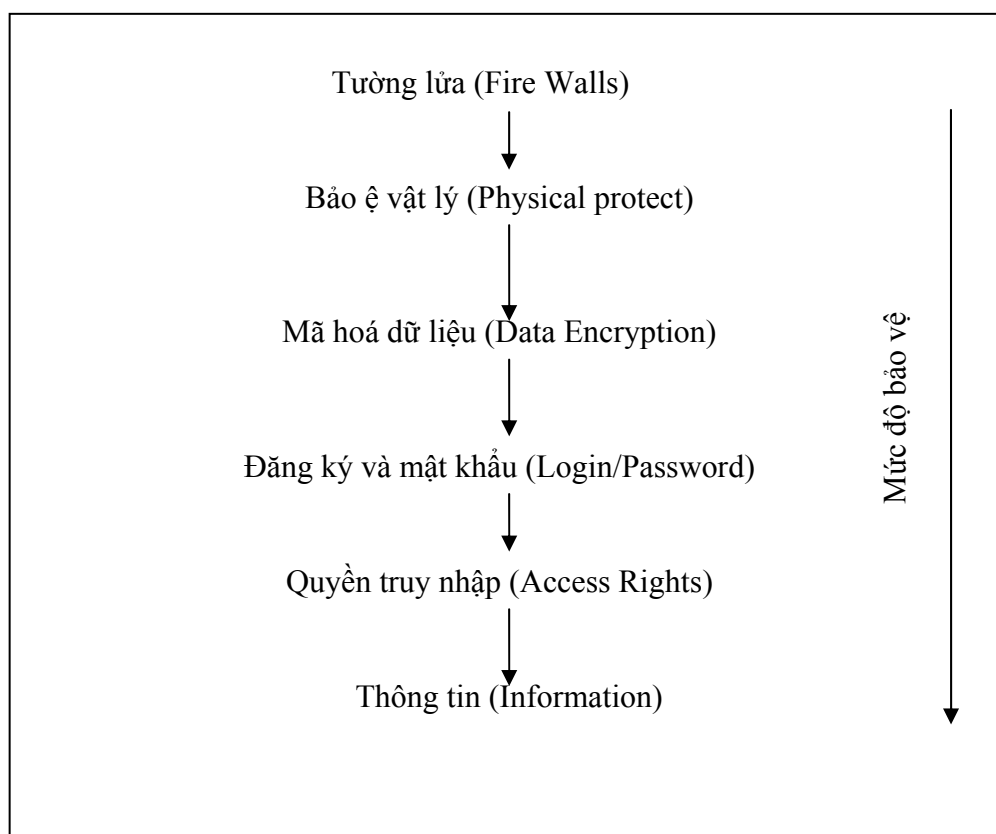 Tường lửa (Fire Walls)
Bảo ệ vật lý (Physical protect)
Mã hoá dữ liệu (Data Encryption)
Đăng ký và mật khẩu (Login/Password)
Quyền truy nhập (Access Rights)
Thông tin (Information)
Mức độ bảo vệ